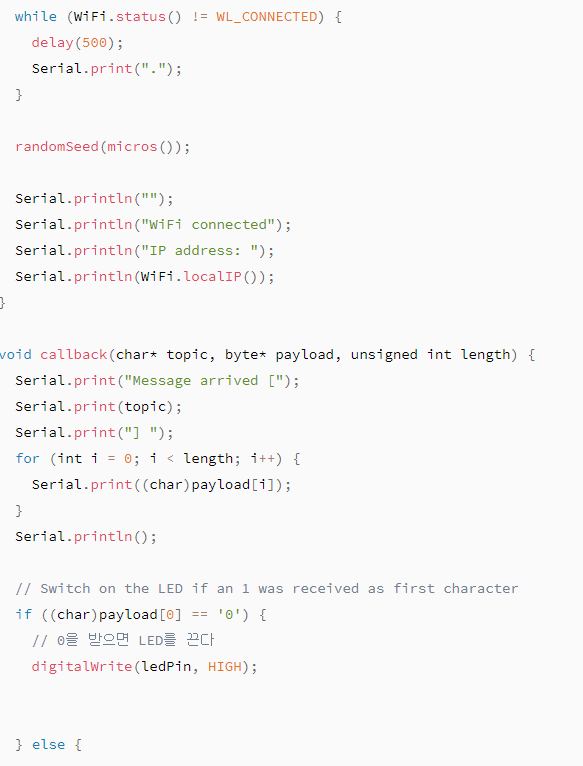 while (WiFi.status() != WL_CONNECTED) {
delay(500);
Serial.print(".");
}
randomSeed(micros());
Serial.println("");
Serial.println("WiFi connected");
Serial.println("IP address: ");
Serial.println(WiFi.localIP());
}
void callback(char* topic, byte* payload, unsigned int length) {
Serial.print("Message arrived [");
Serial.print(topic);
Serial.print("] ");
for (int i = 0; i < length; i++) {
Serial.print((char)payload[i]);
}
Serial.println();
// Switch on the LED if an 1 was received as first character
if ((char)payload[0] == '0') {
// 0을 받으면 LED를 끈다
digitalWrite(ledPin, HIGH);
} else {